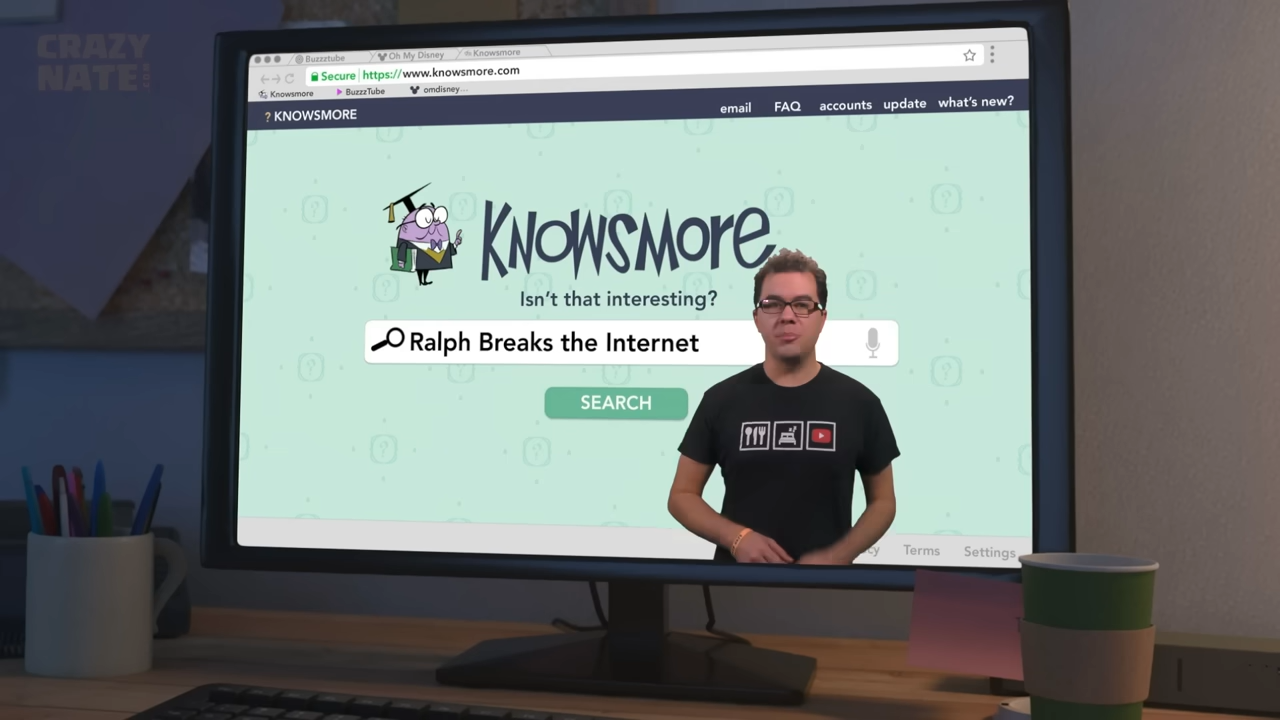 CRAZY
NATE
Buzzztube
Oh My Disney
Knowsmore
Secure https://www.knowsmore.com
Knowsmore
BuzzzTube
omdisney...
? KNOWSMORE
email FAQ accounts update what's new?
KNOWSMORE
Isn't that interesting?
Ralph Breaks the Internet
SEARCH
Terms Settings